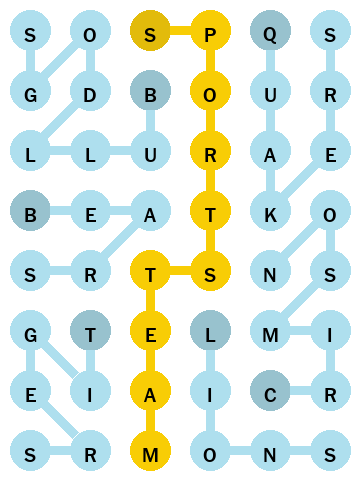 S O S P Q S
G D B O U R
L L U R A E
B E A T K O
S R T S N S
G T E L M I
E I A I C R
S R M O N S